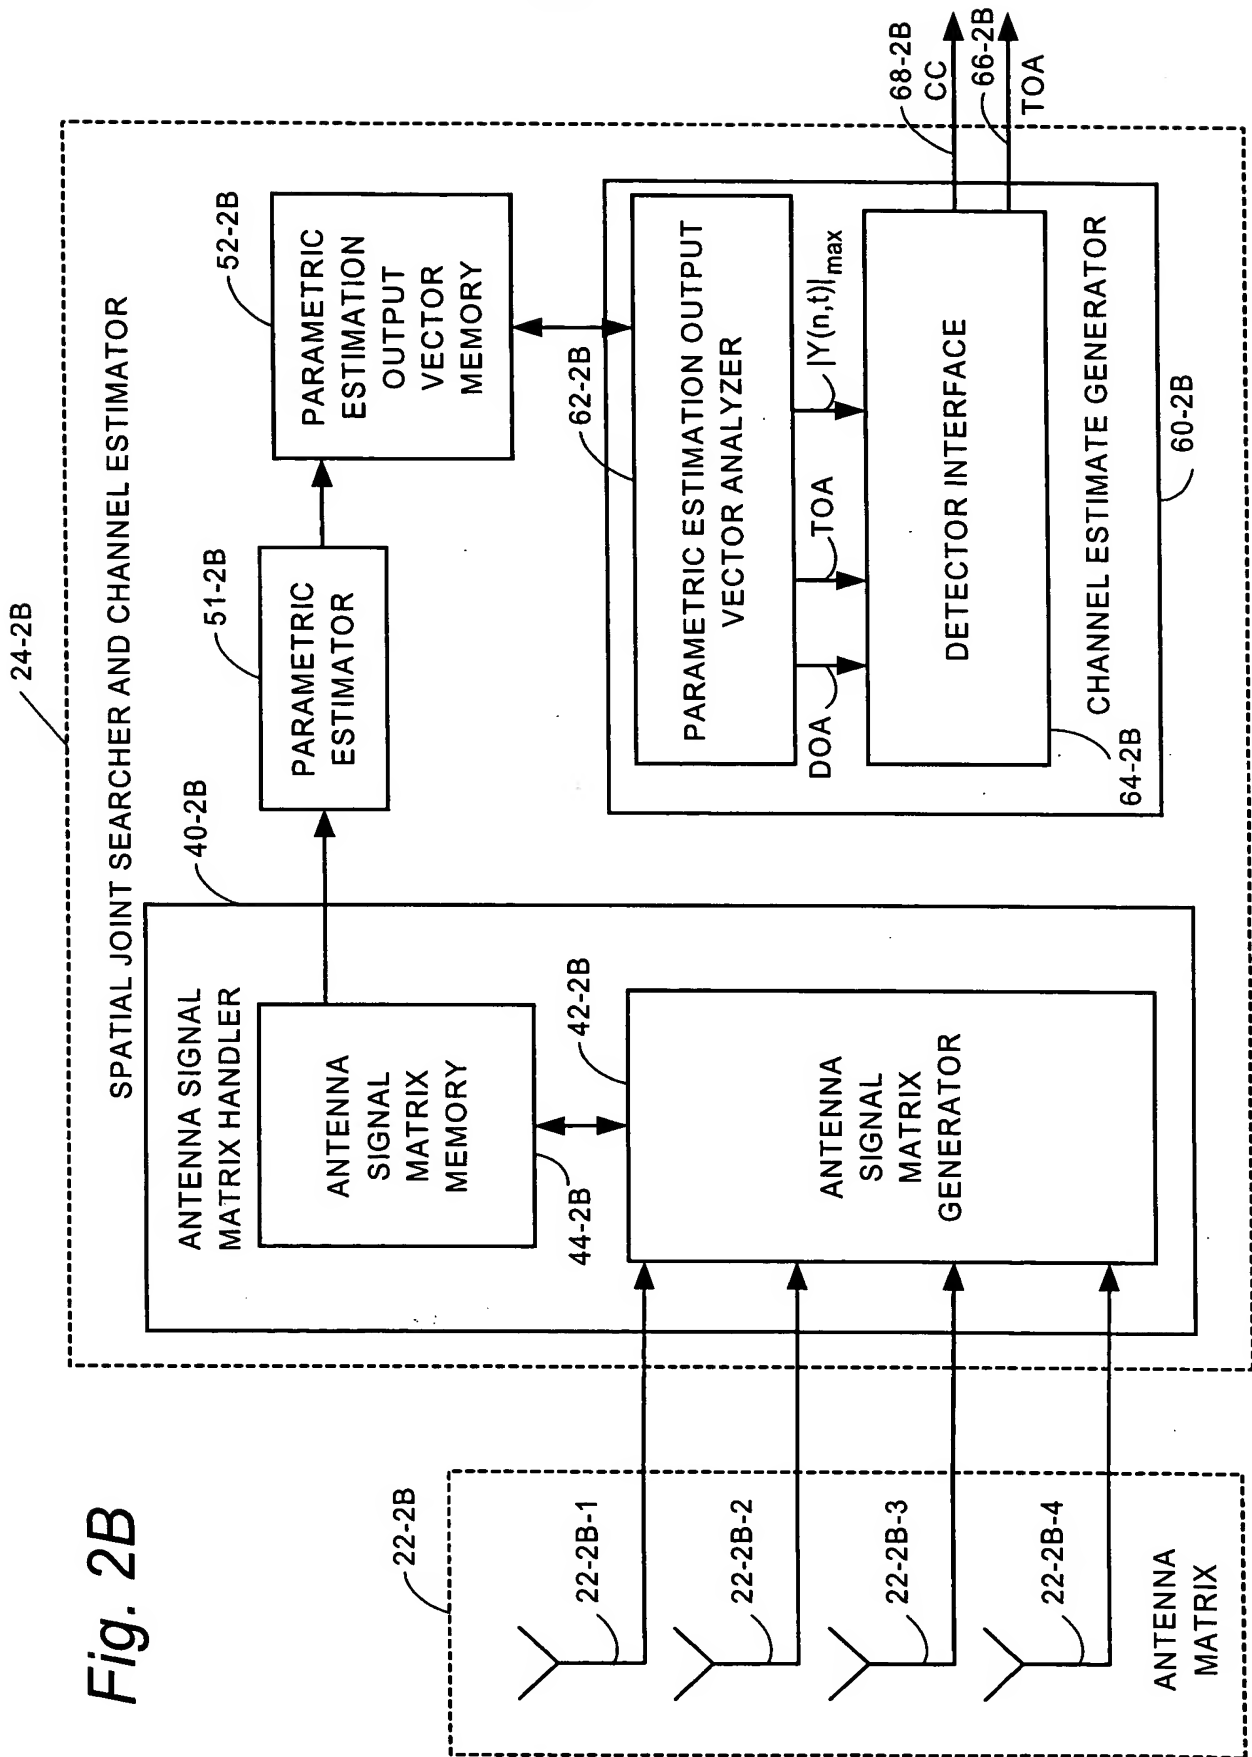 Fig. 2B
22-2B
22-2B-1
22-2B-2
22-2B-3
22-2B-4
ANTENNA
MATRIX
24-2B
SPATIAL JOINT SEARCHER AND CHANNEL ESTIMATOR
40-2B
ANTENNA SIGNAL
MATRIX HANDLER
ANTENNA
SIGNAL
MATRIX
MEMORY
44-2B
42-2B
ANTENNA
SIGNAL
MATRIX
GENERATOR
51-2B
PARAMETRIC
ESTIMATOR
52-2B
PARAMETRIC
ESTIMATION
OUTPUT
VECTOR
MEMORY
62-2B
PARAMETRIC ESTIMATION OUTPUT
VECTOR ANALYZER
DOA
TOA
|Y(n,t)|max
DETECTOR INTERFACE
64-2B
CHANNEL ESTIMATE GENERATOR
60-2B
68-2B
CC
66-2B
TOA